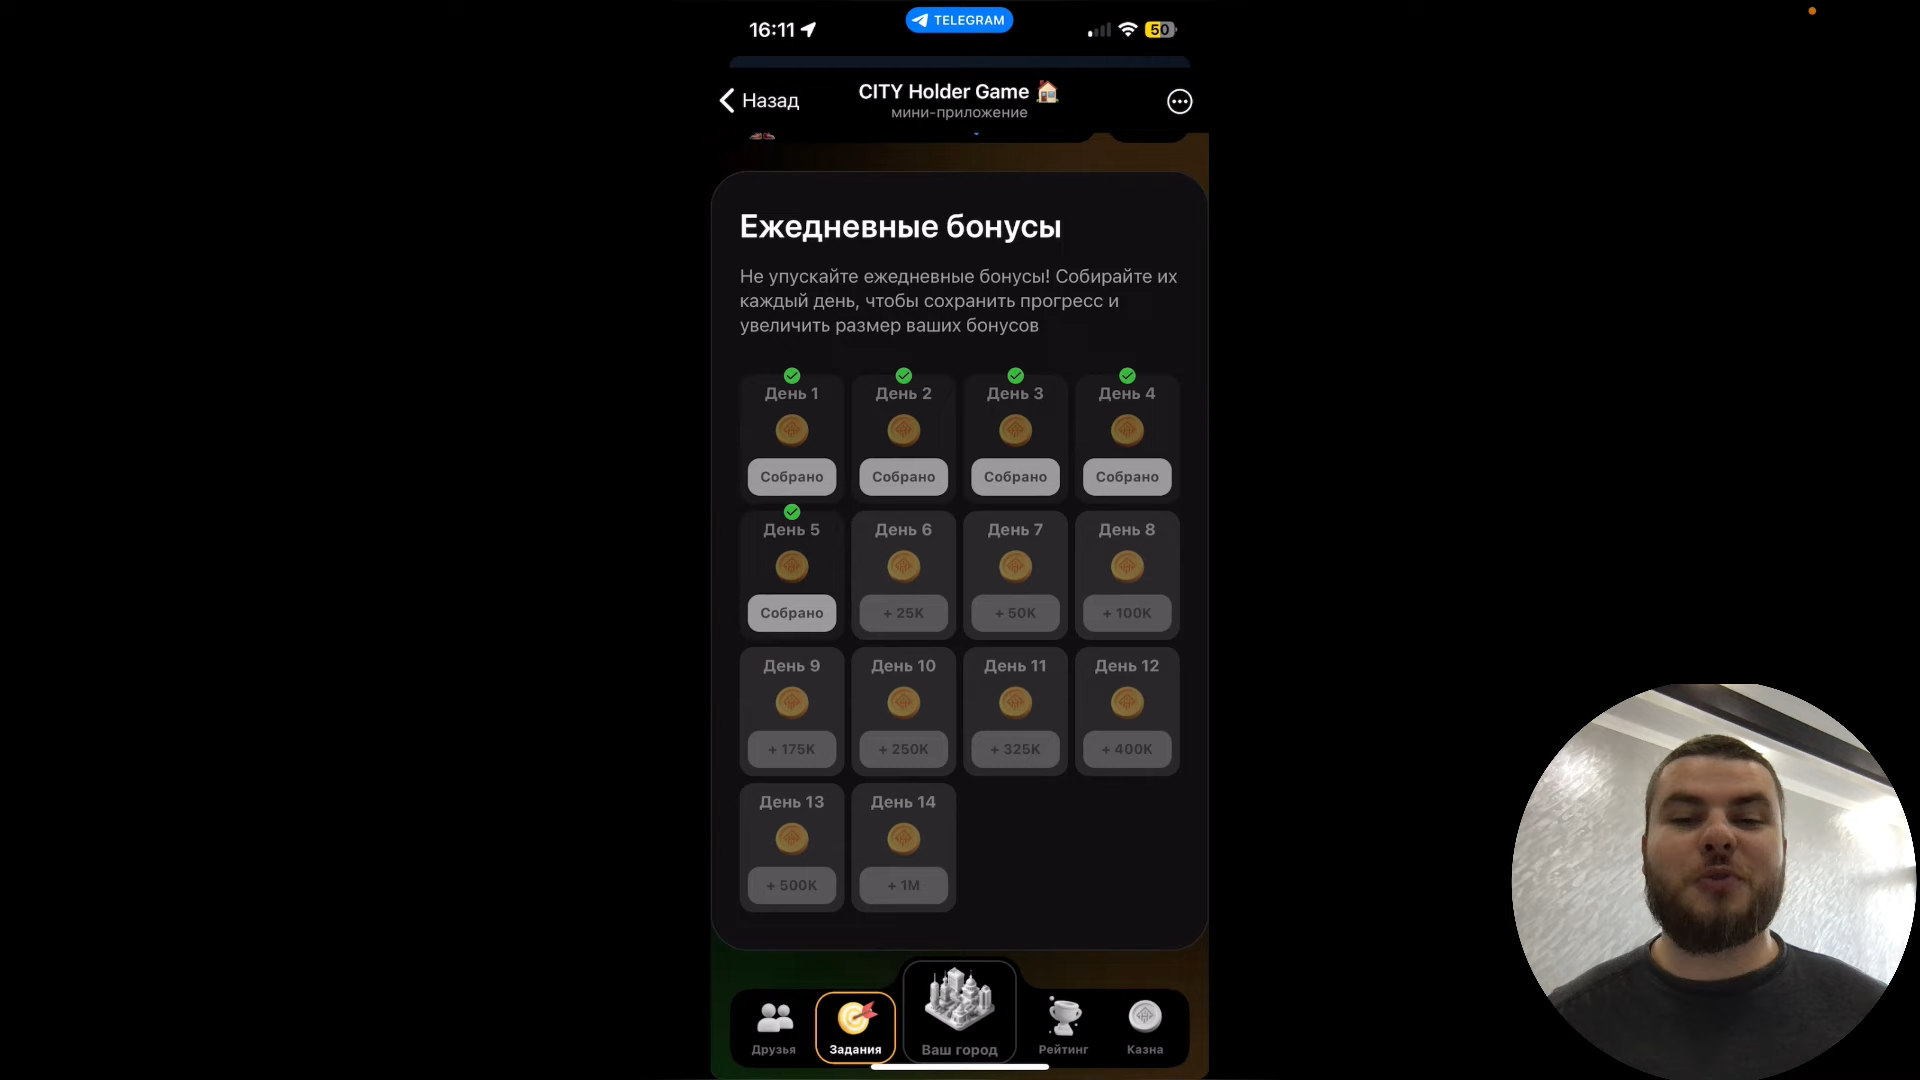 16:11
TELEGRAM
50
Назад
CITY Holder Game
мини-приложение
Ежедневные бонусы
Не упускайте ежедневные бонусы! Собирайте их
каждый день, чтобы сохранить прогресс и
увеличить размер ваших бонусов
День 1
День 2
День 3
День 4
Собрано
Собрано
Собрано
Собрано
День 5
День 6
День 7
День 8
Собрано
+ 25K
+ 50K
+ 100K
День 9
День 10
День 11
День 12
+ 175K
+ 250K
+ 325K
+ 400K
День 13
День 14
+ 500K
+ 1M
Друзья
Задания
Ваш город
Рейтинг
Казна